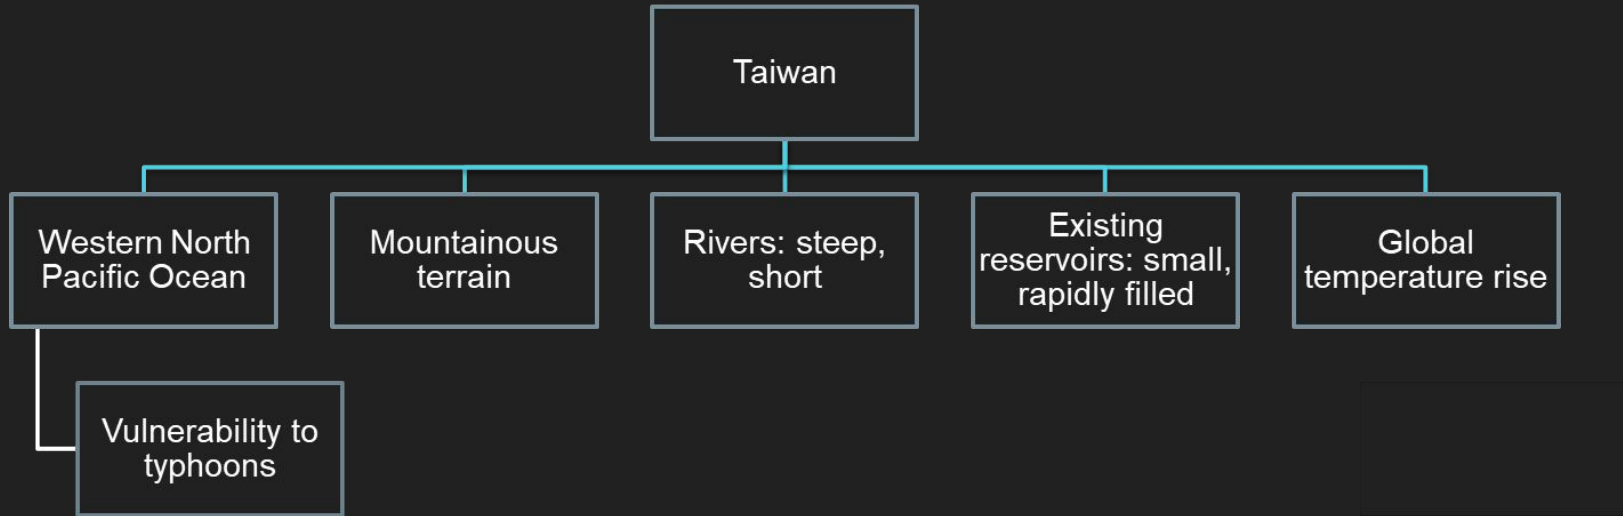 Taiwan
Western North
Pacific Ocean
Mountainous
terrain
Rivers: steep,
short
Existing
reservoirs: small,
rapidly filled
Global
temperature rise
Vulnerability to
typhoons